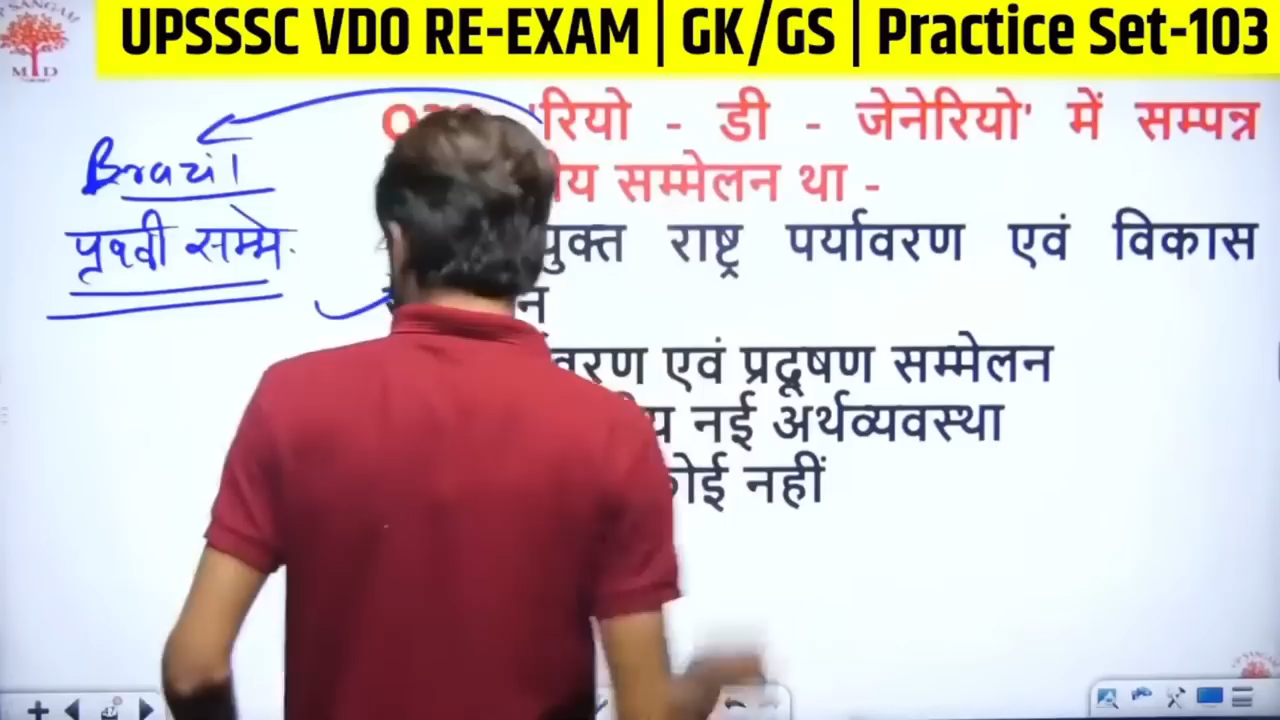 UPSSSC VDO RE-EXAM | GK/GS | Practice Set-103
'रियो - डी - जेनेरियो' में सम्पन्न
सम्मेलन था -
राष्ट्र पर्यावरण एवं विकास
एवं प्रदूषण सम्मेलन
नई अर्थव्यवस्था
कोई नहीं
Brazil
पृथ्वी सम्मे.